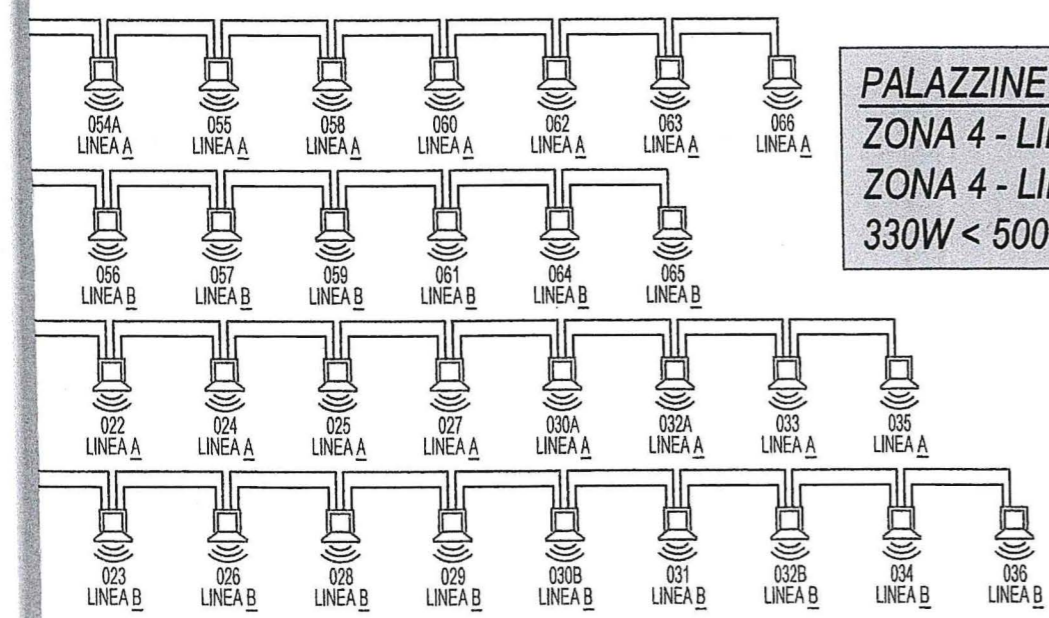 054A 055 058 060 062 063 066
LINEA A LINEA A LINEA A LINEA A LINEA A LINEA A LINEA A
056 057 059 061 064 065
LINEA B LINEA B LINEA B LINEA B LINEA B LINEA B
022 024 025 027 030A 032A 033 035
LINEA A LINEA A LINEA A LINEA A LINEA A LINEA A LINEA A LINEA A
023 026 028 029 030B 031 032B 034 036
LINEA B LINEA B LINEA B LINEA B LINEA B LINEA B LINEA B LINEA B LINEA B
PALAZZINE
ZONA 4 - LI
ZONA 4 - LI
330W < 500